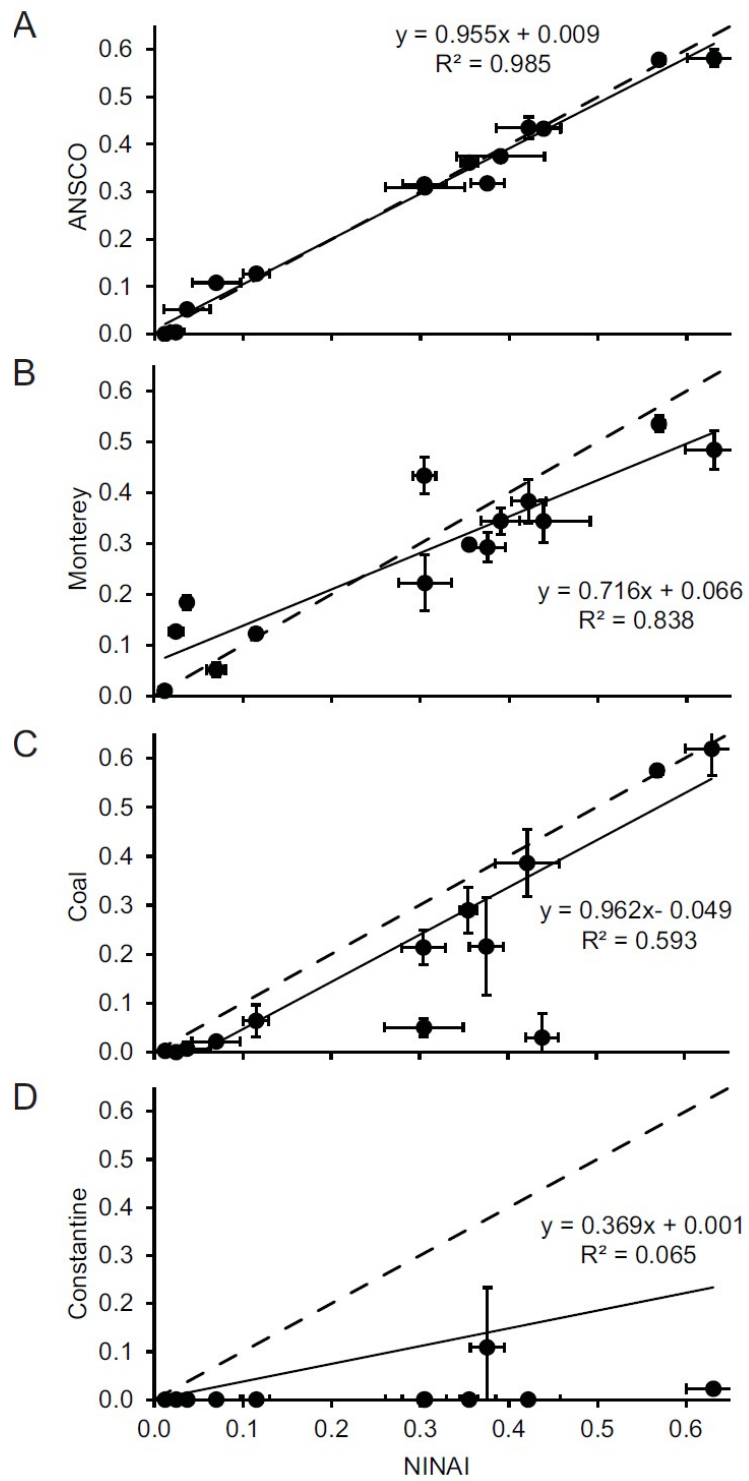 A
y = 0.955x + 0.009
R² = 0.985
0.6
0.5
0.4
0.3
0.2
0.1
0.0
ANSCO
B
0.6
0.5
0.4
0.3
0.2
0.1
0.0
Monterey
y = 0.716x + 0.066
R² = 0.838
C
0.6
0.5
0.4
0.3
0.2
0.1
0.0
Coal
y = 0.962x- 0.049
R² = 0.593
D
0.6
0.5
0.4
0.3
0.2
0.1
0.0
Constantine
y = 0.369x + 0.001
R² = 0.065
0.0 0.1 0.2 0.3 0.4 0.5 0.6
NINAI